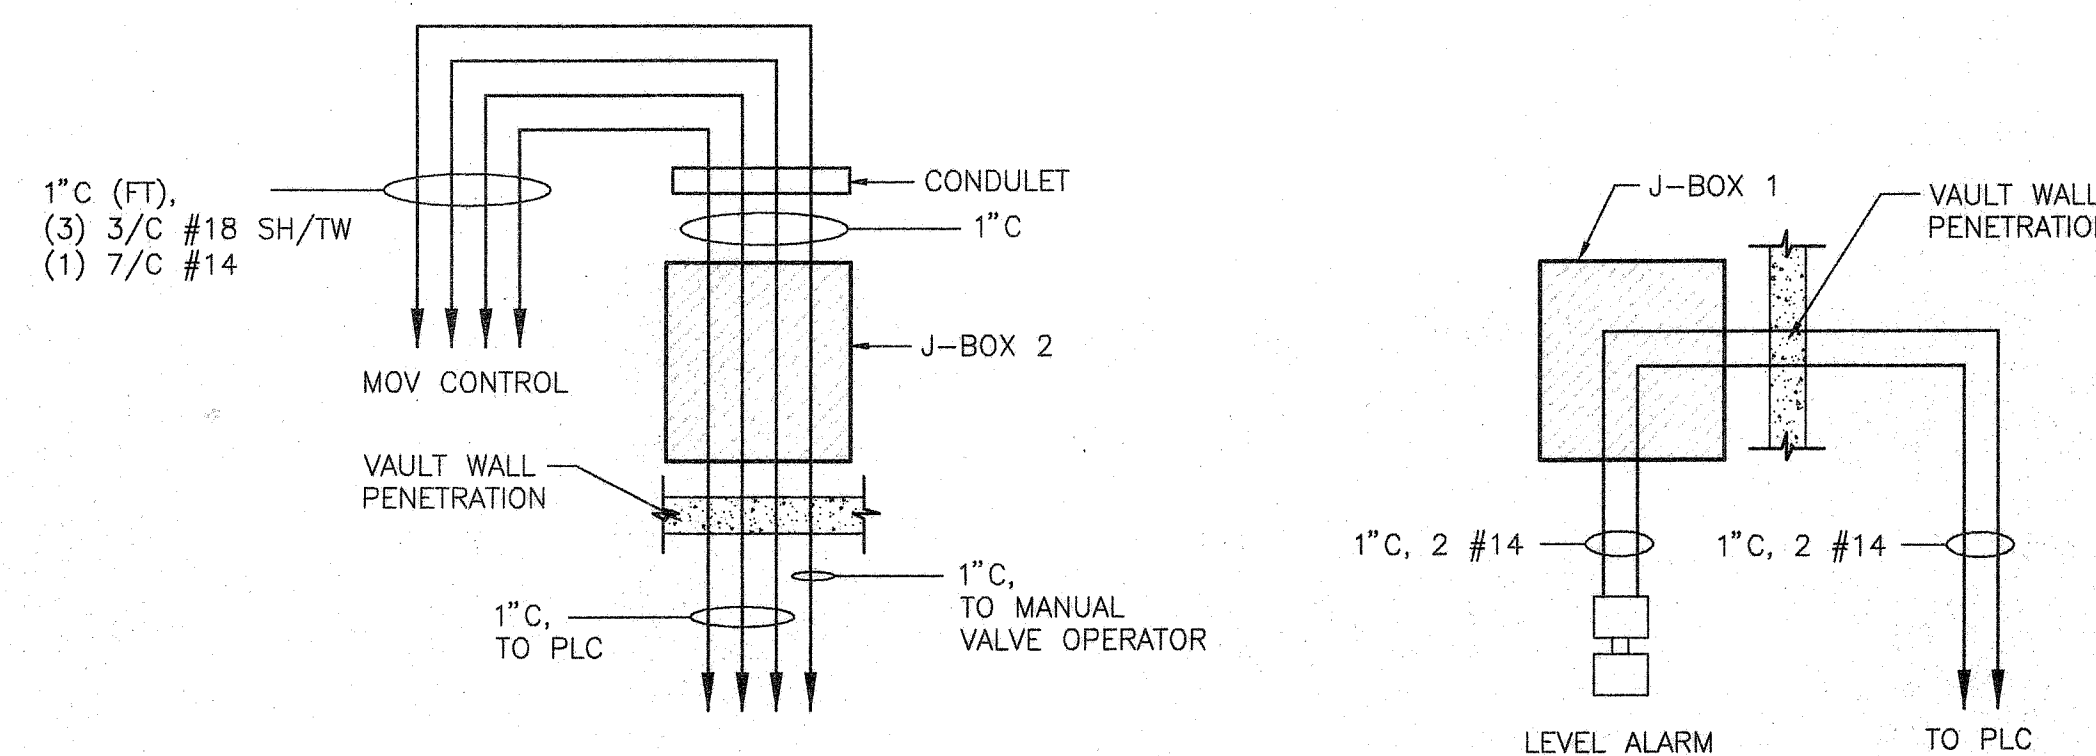 1"C (FT),
(3) 3/C #18 SH/TW
(1) 7/C #14
CONDULET
1"C
J-BOX 2
MOV CONTROL
VAULT WALL
PENETRATION
1"C,
TO PLC
1"C,
TO MANUAL
VALVE OPERATOR
J-BOX 1
VAULT WALL
PENETRATION
1"C, 2 #14
1"C, 2 #14
LEVEL ALARM
TO PLC